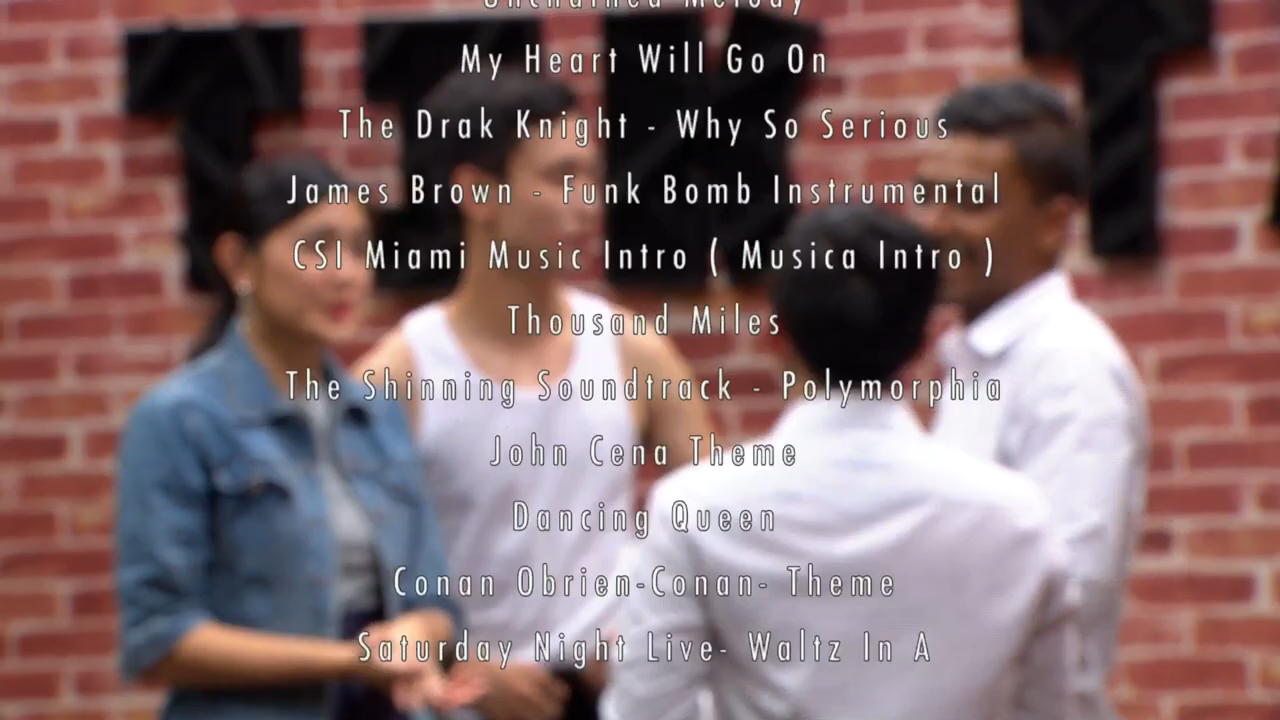 Unchained Melody
My Heart Will Go On
The Drak Knight - Why So Serious
James Brown - Funk Bomb Instrumental
CSI Miami Music Intro ( Musica Intro )
Thousand Miles
The Shinning Soundtrack - Polymorphia
John Cena Theme
Dancing Queen
Conan Obrien-Conan- Theme
Saturday Night Live- Waltz In A